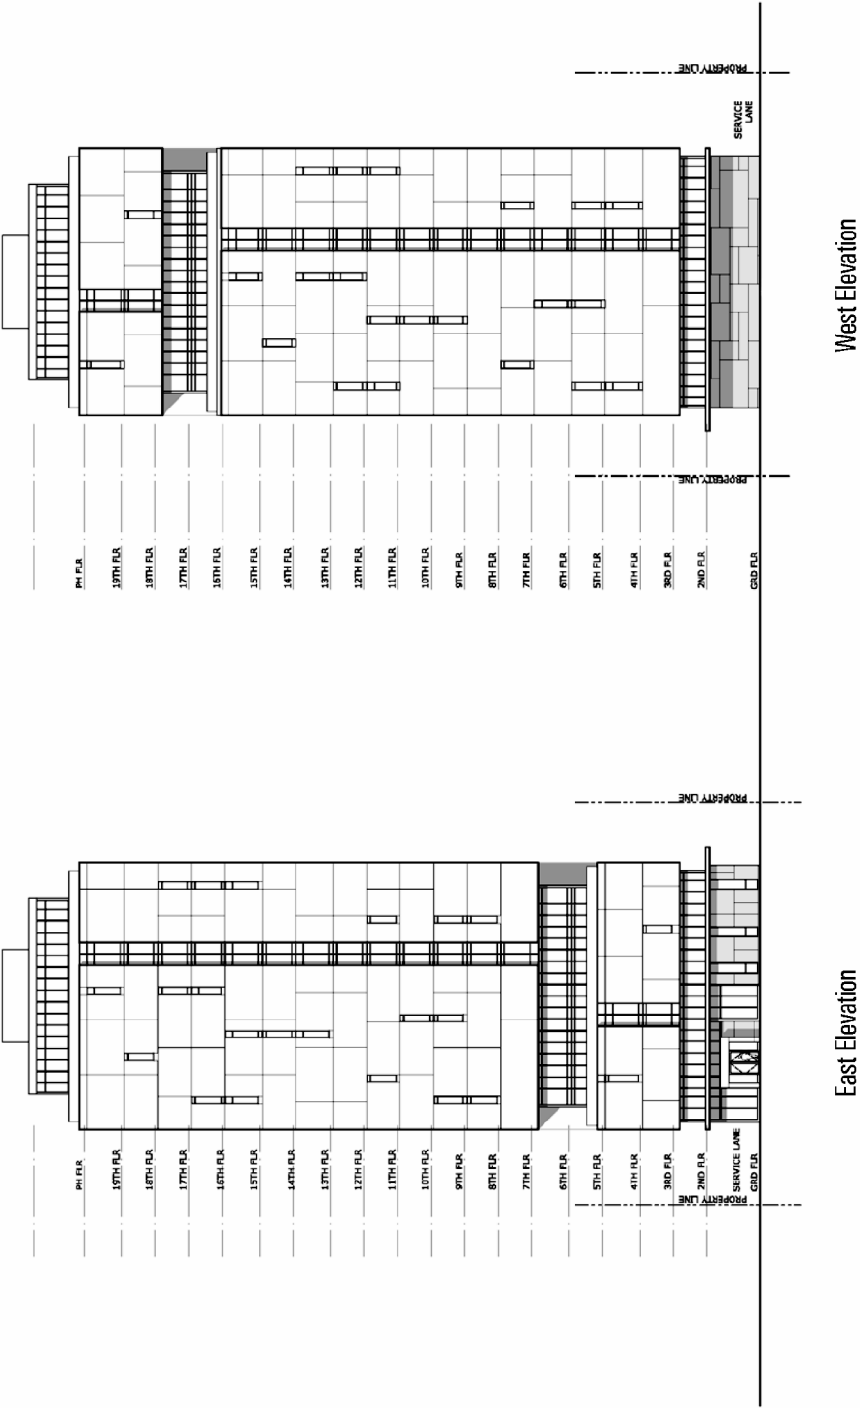 PROPERTY LINE
SERVICE
LANE
PROPERTY LINE
PH FLR
19TH FLR
18TH FLR
17TH FLR
16TH FLR
15TH FLR
14TH FLR
13TH FLR
12TH FLR
11TH FLR
10TH FLR
9TH FLR
8TH FLR
7TH FLR
6TH FLR
5TH FLR
4TH FLR
3RD FLR
2ND FLR
GRD FLR
West Elevation
PROPERTY LINE
PH FLR
19TH FLR
18TH FLR
17TH FLR
16TH FLR
15TH FLR
14TH FLR
13TH FLR
12TH FLR
11TH FLR
10TH FLR
9TH FLR
8TH FLR
7TH FLR
6TH FLR
5TH FLR
4TH FLR
3RD FLR
2ND FLR
SERVICE LANE
GRD FLR
PROPERTY LINE
East Elevation